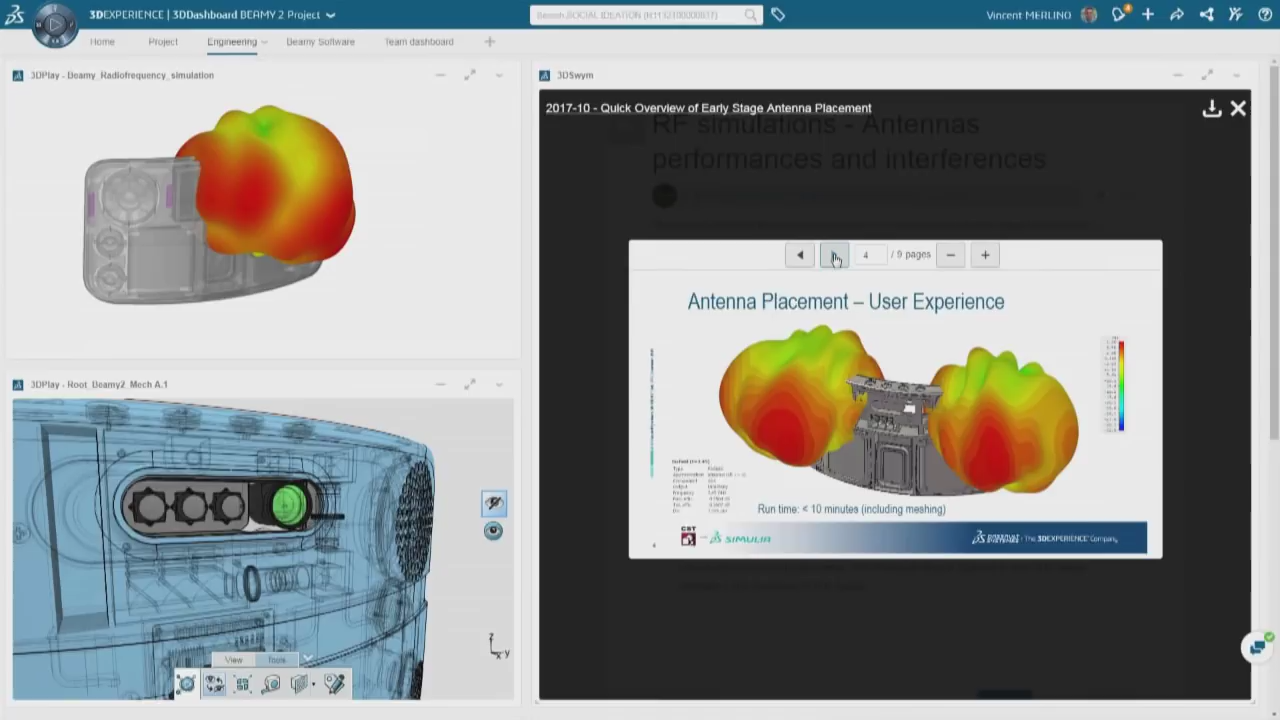 3DEXPERIENCE | 3DDashboard BEAMY 2 Project
Vincent MERLINO
Home
Project
Engineering
Beamy Software
Team dashboard
3DPlay - Beamy_Radiofrequency_simulation
3DSwym
2017-10 - Quick Overview of Early Stage Antenna Placement
RF simulations - Antennas
performances and interferences
4 / 9 pages
Antenna Placement – User Experience
Run time: < 10 minutes (including meshing)
CST
SIMULIA
The 3DEXPERIENCE Company
3DPlay - Root_Beamy2_Mech A.1
z
y
x
View
Tools